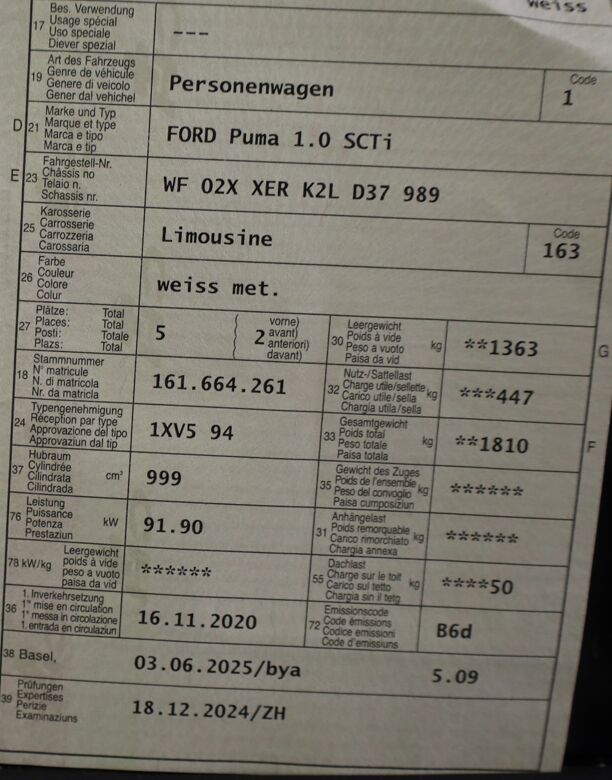 weiss
Bes. Verwendung
17 Usage spécial
Uso speciale
Diever spezial
---
Art des Fahrzeugs
19 Genre de véhicule
Genere di veicolo
Gener dal vehichel
Personenwagen
Code
1
Marke und Typ
D 21 Marque et type
Marca e tipo
Marca e tip
FORD Puma 1.0 SCTi
Fahrgestell-Nr.
E 23 Châssis no
Telaio n.
Schassis nr.
WF 02X XER K2L D37 989
Karosserie
25 Carrosserie
Carrozzeria
Carossaria
Limousine
Code
163
Farbe
26 Couleur
Colore
Colur
weiss met.
27 Plätze: Total
Places: Total
Posti: Totale
Plazs: Total
5
( 2 vorne)
avant)
anteriori)
davant)
30 Leergewicht
Poids à vide kg
Peso a vuoto
Paisa da vid
**1363
G
Stammnummer
18 N° matricule
N. di matricola
Nr. da matricla
161.664.261
Nutz-/Sattellast
32 Charge utile/sellette kg
Carico utile/sella
Chargia utila/sella
***447
Typengenehmigung
24 Réception par type
Approvazione del tipo
Approvaziun dal tip
1XV5 94
Gesamtgewicht
33 Poids total kg
Peso totale
Paisa totala
**1810
F
Hubraum
37 Cylindrée cm³
Cilindrata
Cilindrada
999
Gewicht des Zuges
35 Poids de l'ensemble kg
Peso del convoglio
Paisa cumposiziun
******
Leistung
76 Puissance kW
Potenza
Prestaziun
91.90
Anhängelast
31 Poids remorquable kg
Carico rimorchiato
Chargia annexa
******
78 kW/kg Leergewicht
poids à vide
peso a vuoto
paisa da vid
******
Dachlast
55 Charge sur le toit kg
Carico sul tetto
Chargia sin il tetg
****50
1. Inverkehrsetzung
36 1re mise en circulation
1a messa in circolazione
1. entrada en circulaziun
16.11.2020
Emissionscode
72 Code émissions
Codice emissioni
Code d'emissiuns
B6d
38 Basel,
03.06.2025/bya
5.09
Prüfungen
39 Expertises
Perizie
Examinaziuns
18.12.2024/ZH